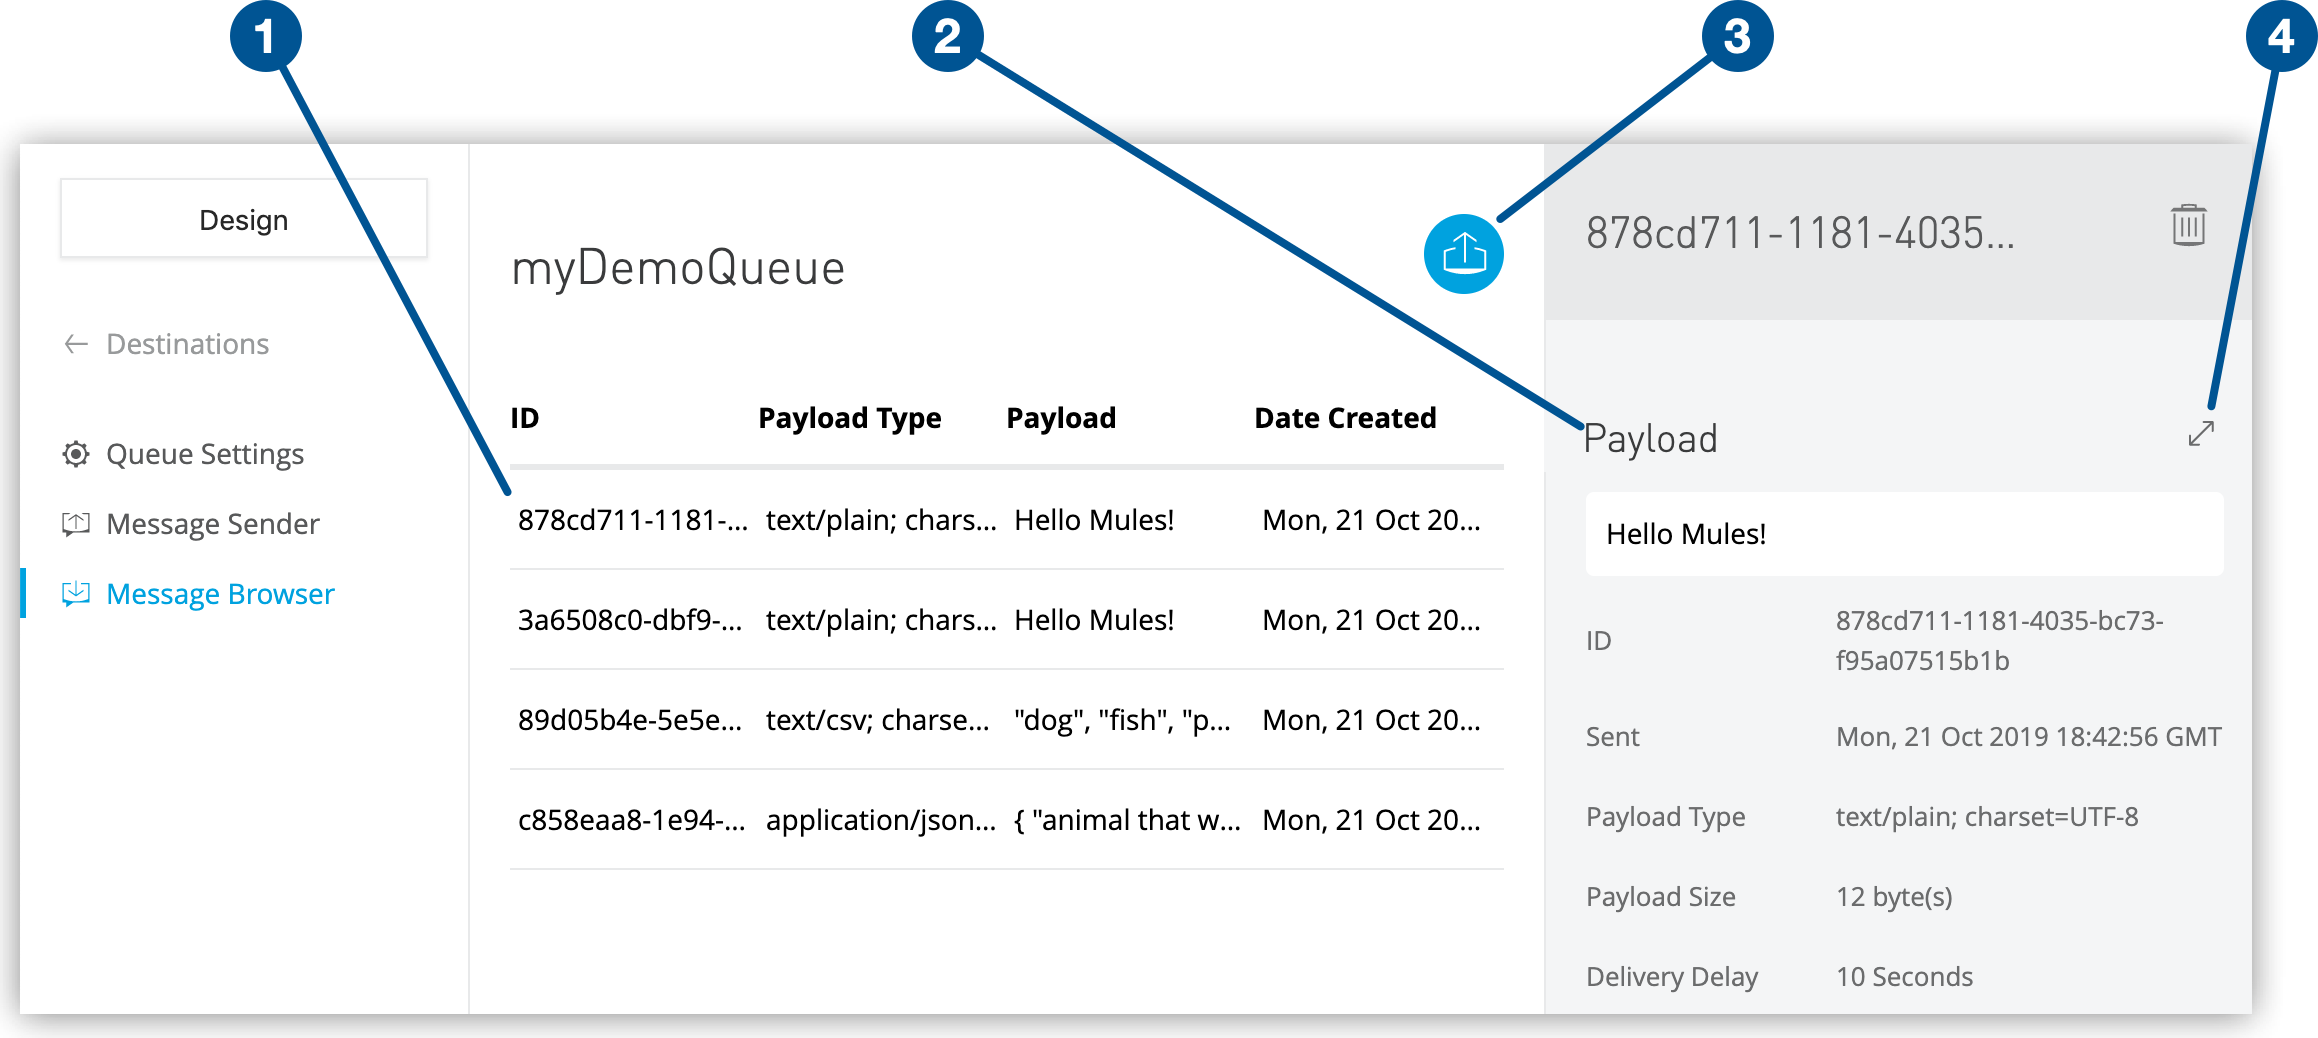 1
2
3
4
Design
Destinations
Queue Settings
Message Sender
Message Browser
myDemoQueue
ID Payload Type Payload Date Created
878cd711-1181-... text/plain; chars... Hello Mules! Mon, 21 Oct 20...
3a6508c0-dbf9-... text/plain; chars... Hello Mules! Mon, 21 Oct 20...
89d05b4e-5e5e... text/csv; charse... "dog", "fish", "p... Mon, 21 Oct 20...
c858eaa8-1e94-... application/json... { "animal that w... Mon, 21 Oct 20...
878cd711-1181-4035...
Payload
Hello Mules!
ID 878cd711-1181-4035-bc73-
f95a07515b1b
Sent Mon, 21 Oct 2019 18:42:56 GMT
Payload Type text/plain; charset=UTF-8
Payload Size 12 byte(s)
Delivery Delay 10 Seconds